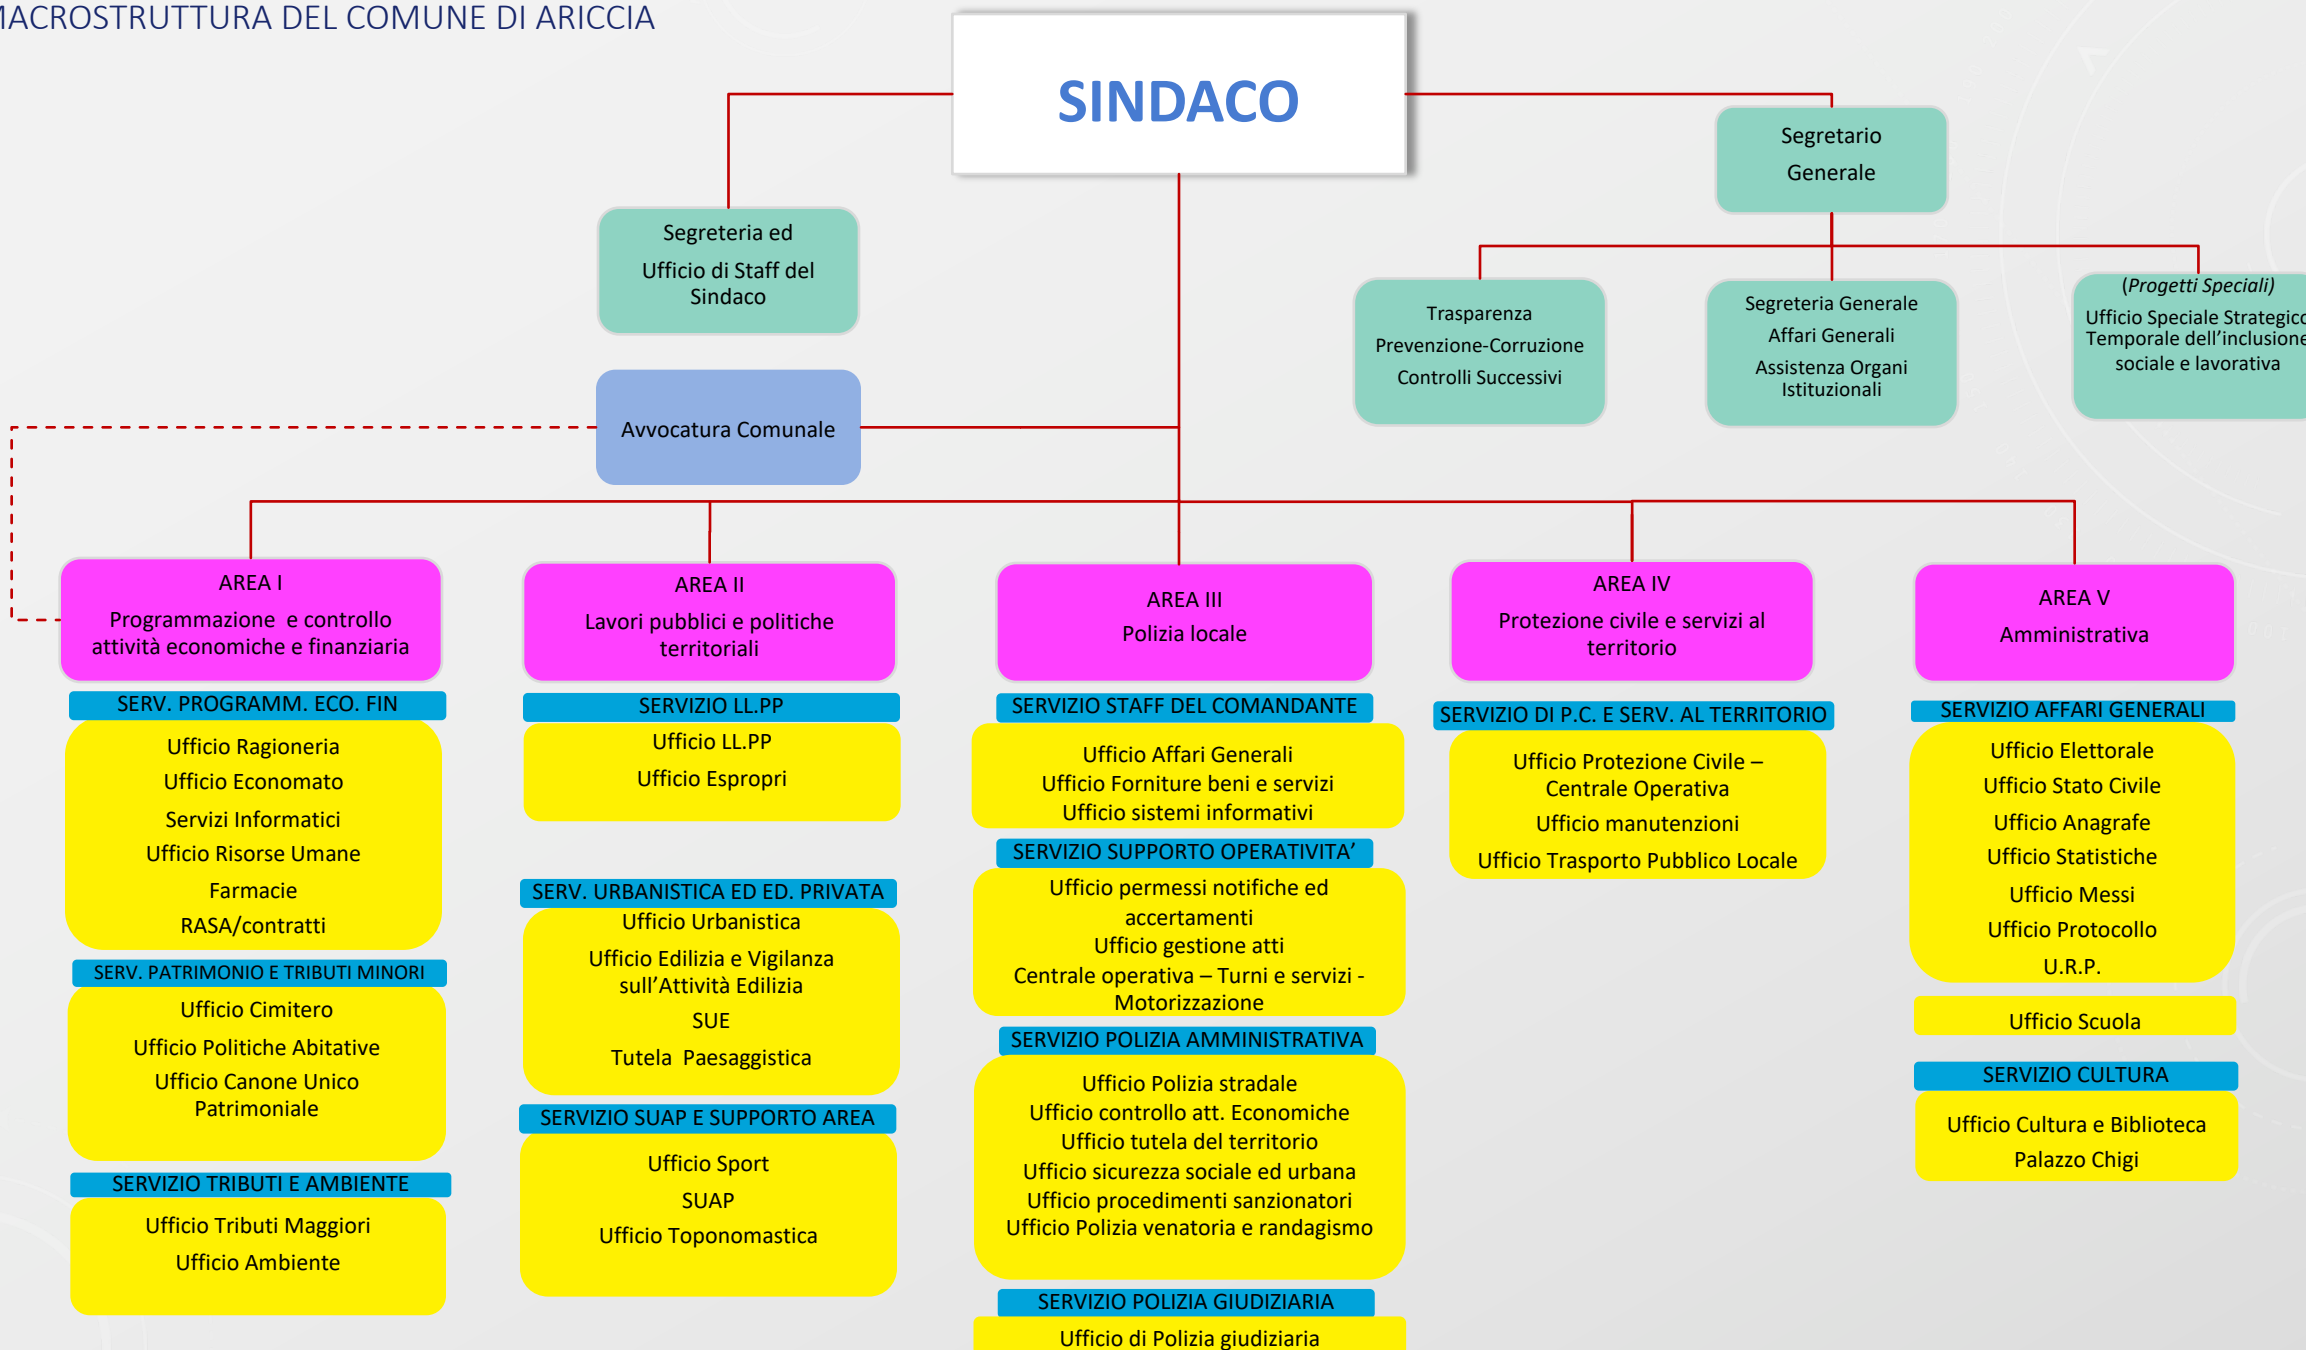 MACROSTRUTTURA DEL COMUNE DI ARICCIA
SINDACO
Segretario
Generale
Segreteria ed
Ufficio di Staff del
Sindaco
Trasparenza
Prevenzione-Corruzione
Controlli Successivi
Segreteria Generale
Affari Generali
Assistenza Organi
Istituzionali
(Progetti Speciali)
Ufficio Speciale Strategico
Temporale dell’inclusione
sociale e lavorativa
Avvocatura Comunale
AREA I
Programmazione e controllo
attività economiche e finanziaria
SERV. PROGRAMM. ECO. FIN
Ufficio Ragioneria
Ufficio Economato
Servizi Informatici
Ufficio Risorse Umane
Farmacie
RASA/contratti
SERV. PATRIMONIO E TRIBUTI MINORI
Ufficio Cimitero
Ufficio Politiche Abitative
Ufficio Canone Unico
Patrimoniale
SERVIZIO TRIBUTI E AMBIENTE
Ufficio Tributi Maggiori
Ufficio Ambiente
AREA II
Lavori pubblici e politiche
territoriali
SERVIZIO LL.PP
Ufficio LL.PP
Ufficio Espropri
SERV. URBANISTICA ED ED. PRIVATA
Ufficio Urbanistica
Ufficio Edilizia e Vigilanza
sull’Attività Edilizia
SUE
Tutela Paesaggistica
SERVIZIO SUAP E SUPPORTO AREA
Ufficio Sport
SUAP
Ufficio Toponomastica
AREA III
Polizia locale
SERVIZIO STAFF DEL COMANDANTE
Ufficio Affari Generali
Ufficio Forniture beni e servizi
Ufficio sistemi informativi
SERVIZIO SUPPORTO OPERATIVITA’
Ufficio permessi notifiche ed
accertamenti
Ufficio gestione atti
Centrale operativa – Turni e servizi -
Motorizzazione
SERVIZIO POLIZIA AMMINISTRATIVA
Ufficio Polizia stradale
Ufficio controllo att. Economiche
Ufficio tutela del territorio
Ufficio sicurezza sociale ed urbana
Ufficio procedimenti sanzionatori
Ufficio Polizia venatoria e randagismo
SERVIZIO POLIZIA GIUDIZIARIA
Ufficio di Polizia giudiziaria
AREA IV
Protezione civile e servizi al
territorio
SERVIZIO DI P.C. E SERV. AL TERRITORIO
Ufficio Protezione Civile –
Centrale Operativa
Ufficio manutenzioni
Ufficio Trasporto Pubblico Locale
AREA V
Amministrativa
SERVIZIO AFFARI GENERALI
Ufficio Elettorale
Ufficio Stato Civile
Ufficio Anagrafe
Ufficio Statistiche
Ufficio Messi
Ufficio Protocollo
U.R.P.
Ufficio Scuola
SERVIZIO CULTURA
Ufficio Cultura e Biblioteca
Palazzo Chigi